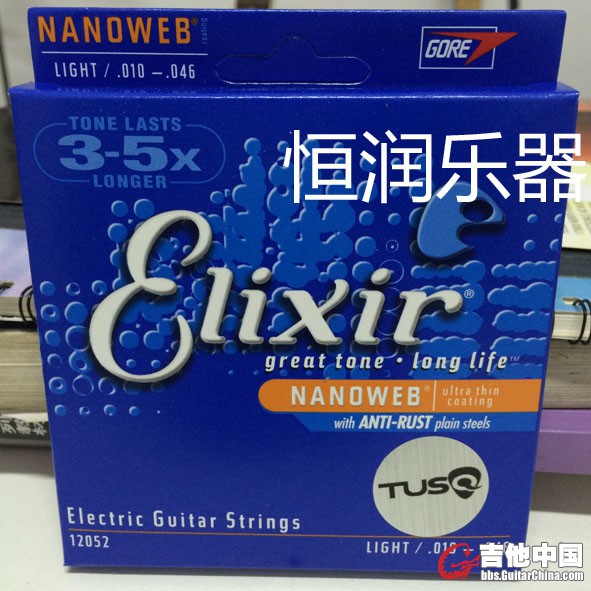 NANOWEB®
LIGHT / .010 – .046
GORE
TONE LASTS
3-5x
LONGER
恒润乐器
Elixir®
great tone · long life™
NANOWEB®
ultra thin
coating
with ANTI-RUST plain steels
TUSQ
Electric Guitar Strings
12052
LIGHT / .010 –
吉他中国
bbs.GuitarChina.com